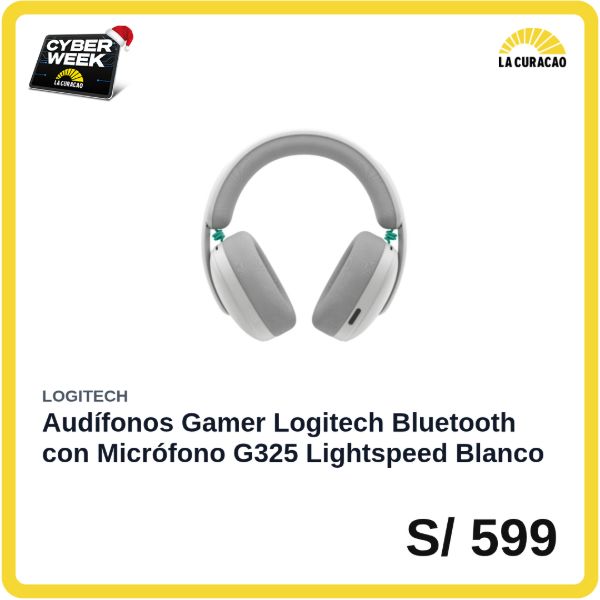 CYBER
WEEK
LA CURACAO
LA CURACAO
LOGITECH
Audífonos Gamer Logitech Bluetooth
con Micrófono G325 Lightspeed Blanco
S/ 599